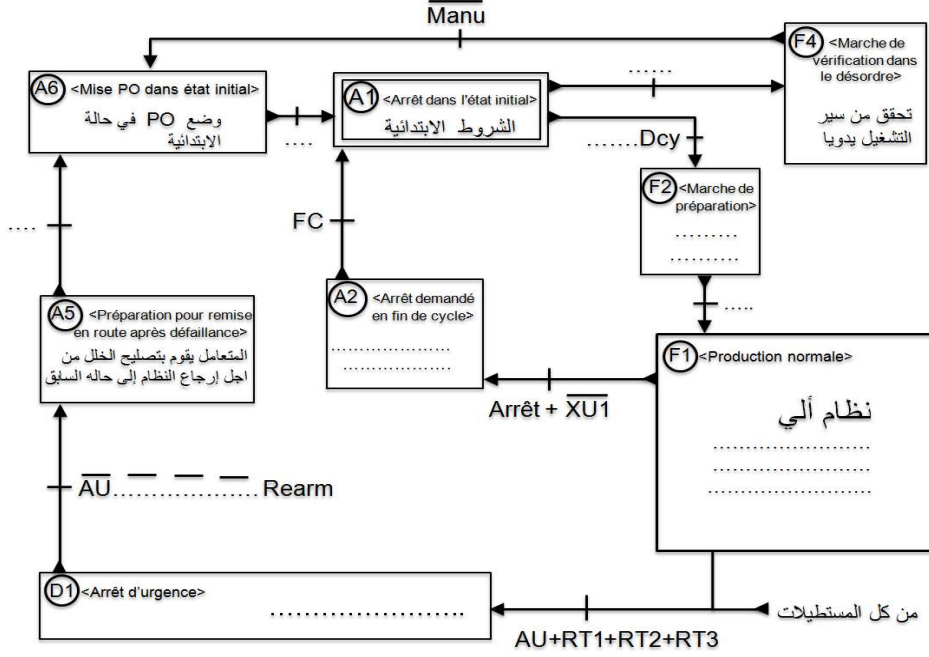 Manu
F4 <Marche de
vérification dans
le désordre>
تحقق من سير
التشغيل يدويا
A6 <Mise PO dans état initial>
وضع PO في حالة
الابتدائية
....
A1 <Arrêt dans l'état initial>
الشروط الابتدائية
......
.......Dcy
F2 <Marche de
préparation>
.........
..........
....
FC
A2 <Arrêt demandé
en fin de cycle>
.....................
...................
.....
A5 <Préparation pour remise
en route après défaillance>
المتعامل يقوم بتصليح الخلل من
اجل إرجاع النظام إلى حاله السابق
F1 <Production normale>
نظام ألي
..........................
..........................
..........................
Arrêt + XU1
AU.................. Rearm
D1 <Arrêt d'urgence>
.....................
من كل المستطيلات
AU+RT1+RT2+RT3